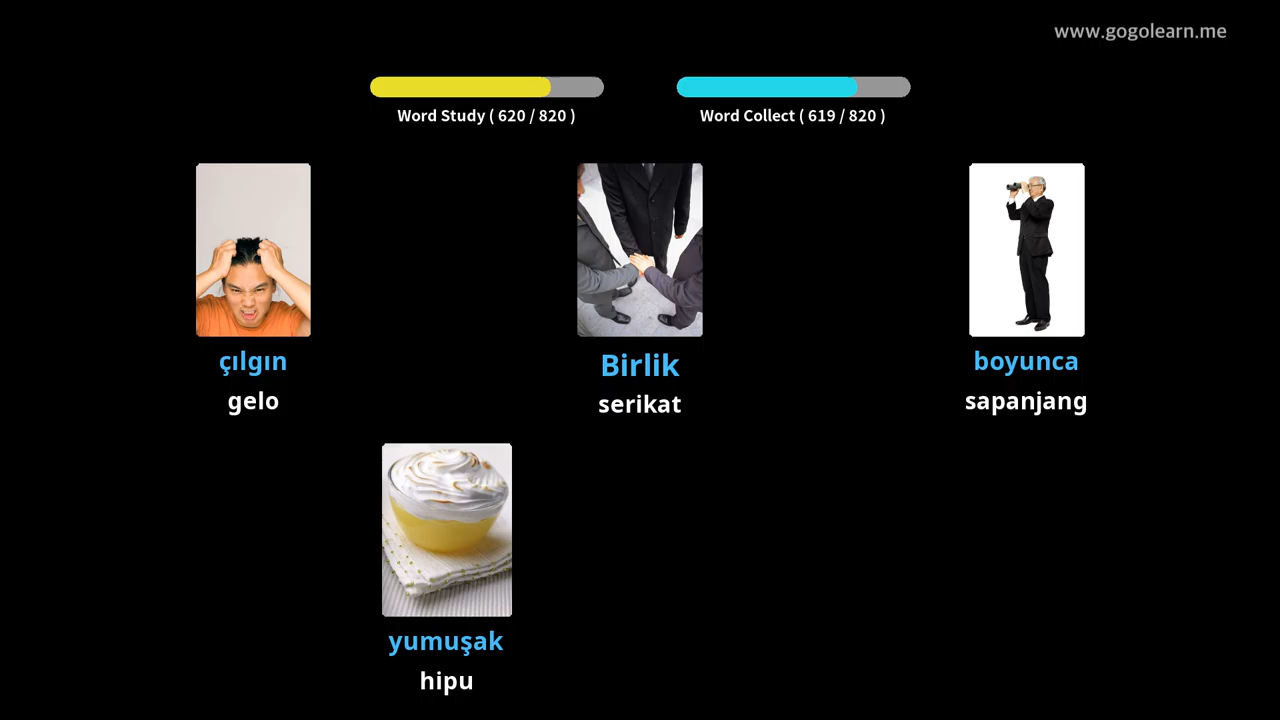 www.gogolearn.me
Word Study ( 620 / 820 )
Word Collect ( 619 / 820 )
çılgın
gelo
Birlik
serikat
boyunca
sapanjang
yumuşak
hipu